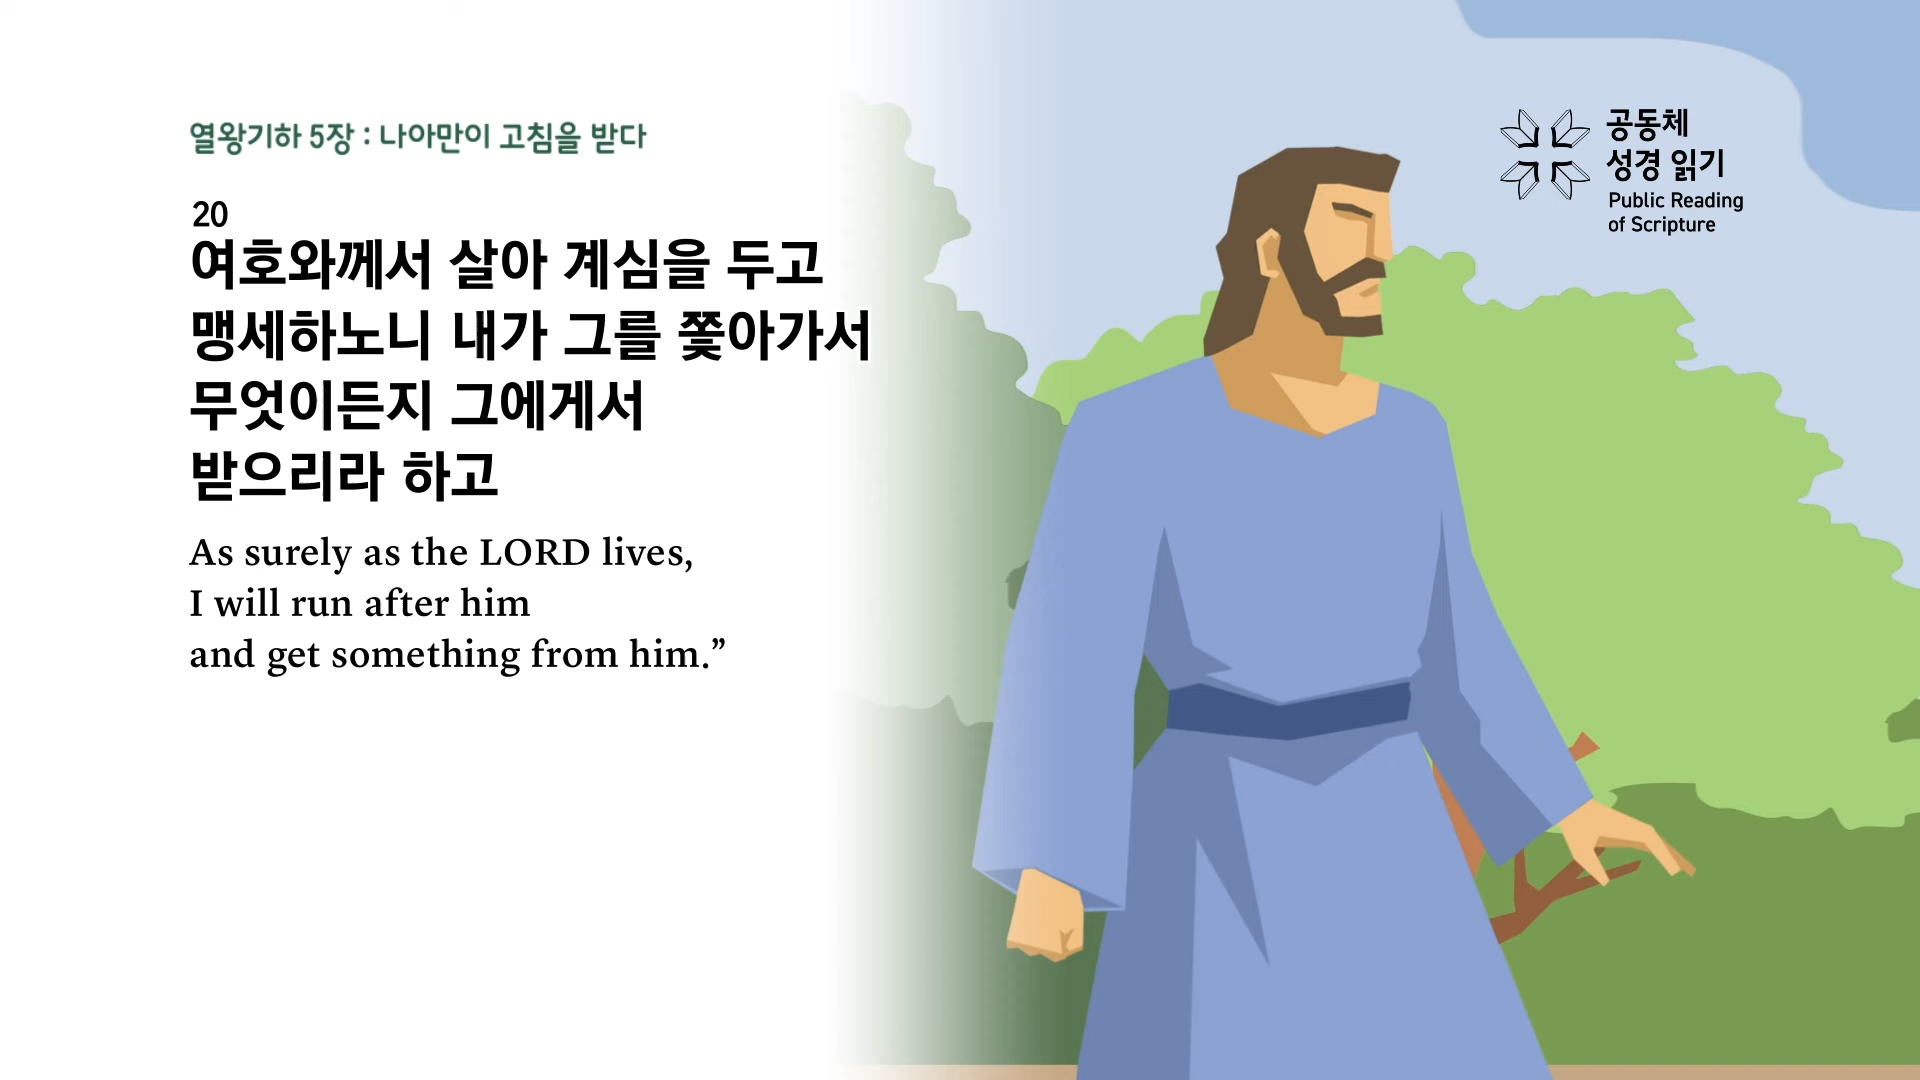 열왕기하 5장 : 나아만이 고침을 받다
20
여호와께서 살아 계심을 두고
맹세하노니 내가 그를 쫓아가서
무엇이든지 그에게서
받으리라 하고
As surely as the LORD lives,
I will run after him
and get something from him.”
공동체
성경 읽기
Public Reading
of Scripture